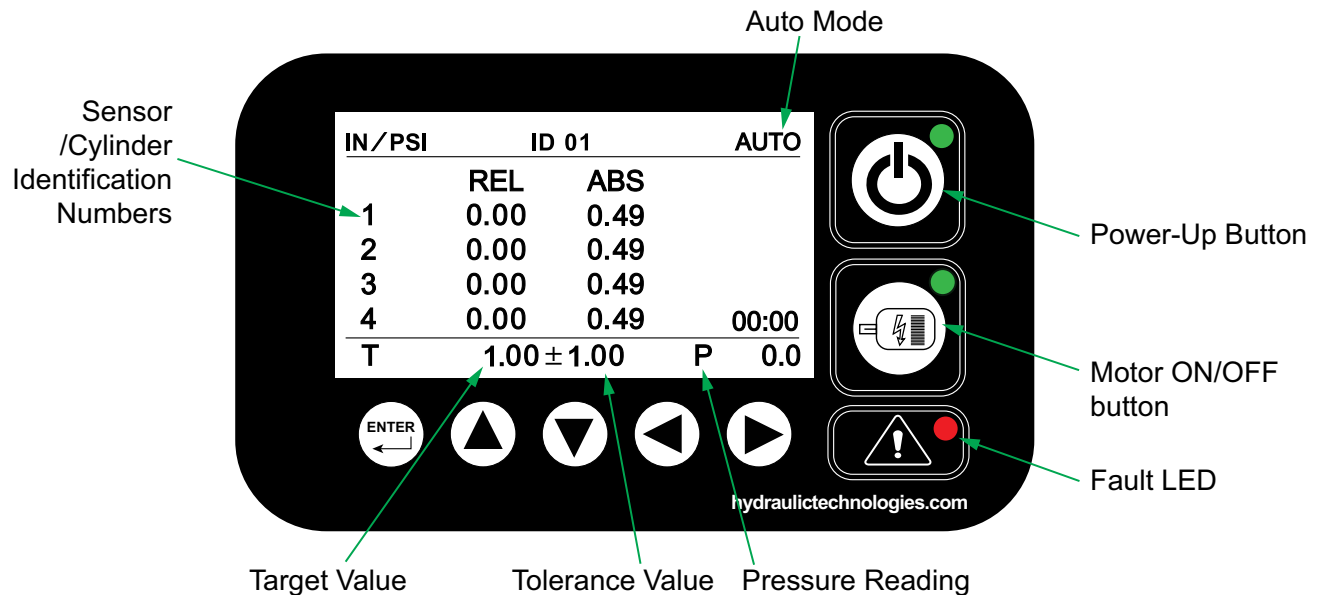 Auto Mode
Sensor
/Cylinder
Identification
Numbers
IN/PSI ID 01 AUTO
REL ABS
1 0.00 0.49
2 0.00 0.49
3 0.00 0.49
4 0.00 0.49 00:00
T 1.00 ± 1.00 P 0.0
Power-Up Button
Motor ON/OFF
button
ENTER
Fault LED
hydraulictechnologies.com
Target Value
Tolerance Value
Pressure Reading